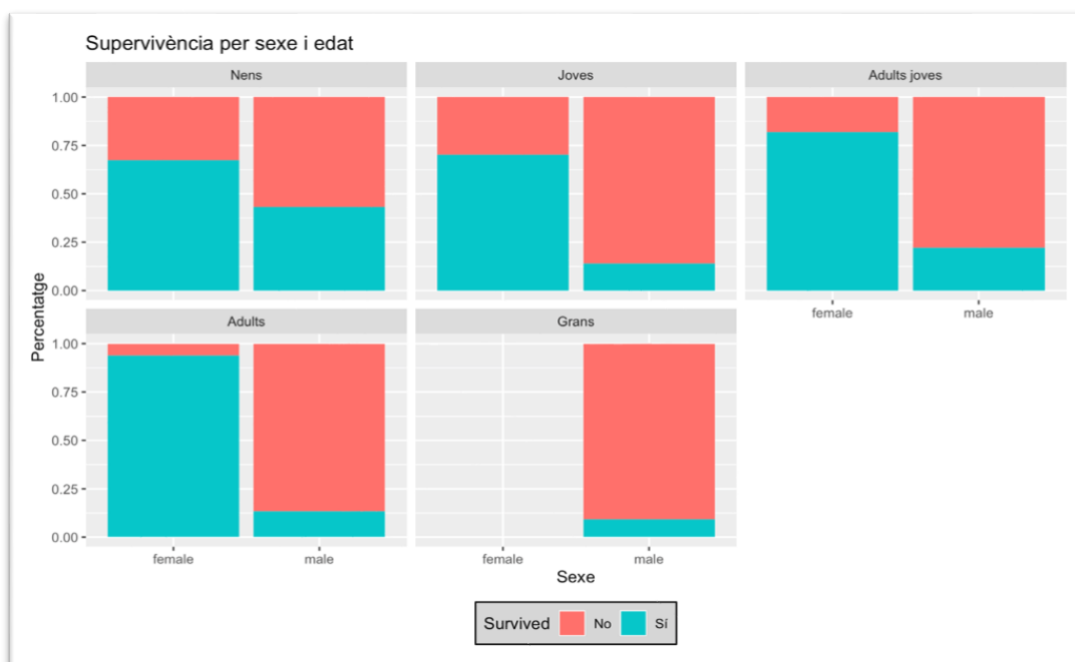 Supervivència per sexe i edat
Nens Joves Adults joves
1.00
0.75
0.50
0.25
0.00
female male
Percentatge
Adults Grans
1.00
0.75
0.50
0.25
0.00
female male female male
Sexe
Survived No Sí